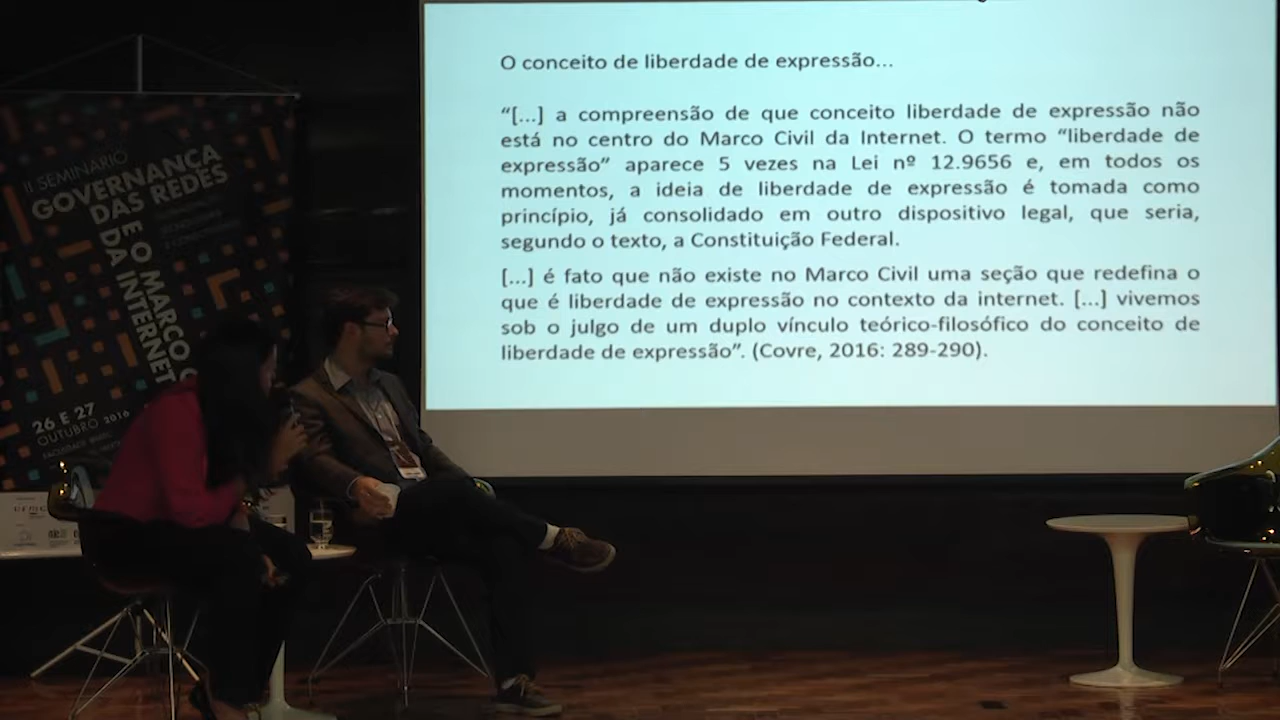 O conceito de liberdade de expressão...
“[...] a compreensão de que conceito liberdade de expressão não
está no centro do Marco Civil da Internet. O termo “liberdade de
expressão” aparece 5 vezes na Lei nº 12.9656 e, em todos os
momentos, a ideia de liberdade de expressão é tomada como
princípio, já consolidado em outro dispositivo legal, que seria,
segundo o texto, a Constituição Federal.
[...] é fato que não existe no Marco Civil uma seção que redefina o
que é liberdade de expressão no contexto da internet. [...] vivemos
sob o julgo de um duplo vínculo teórico-filosófico do conceito de
liberdade de expressão”. (Covre, 2016: 289-290).
II SEMINÁRIO
GOVERNANÇA
DAS REDES
E O MARCO C
DA INTERNET
26 E 27
OUTUBRO 2016
UFMG